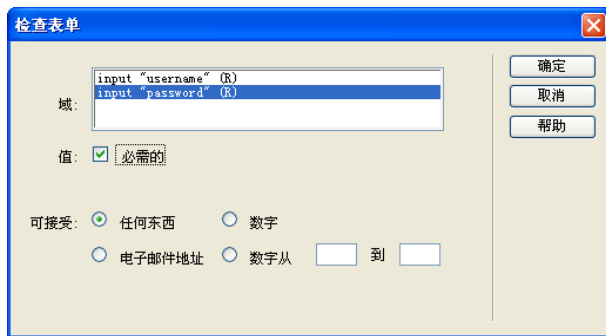 检查表单
域:
input "username" (R)
input "password" (R)
值:
必需的
可接受:
任何东西
数字
电子邮件地址
数字从
到
确定
取消
帮助